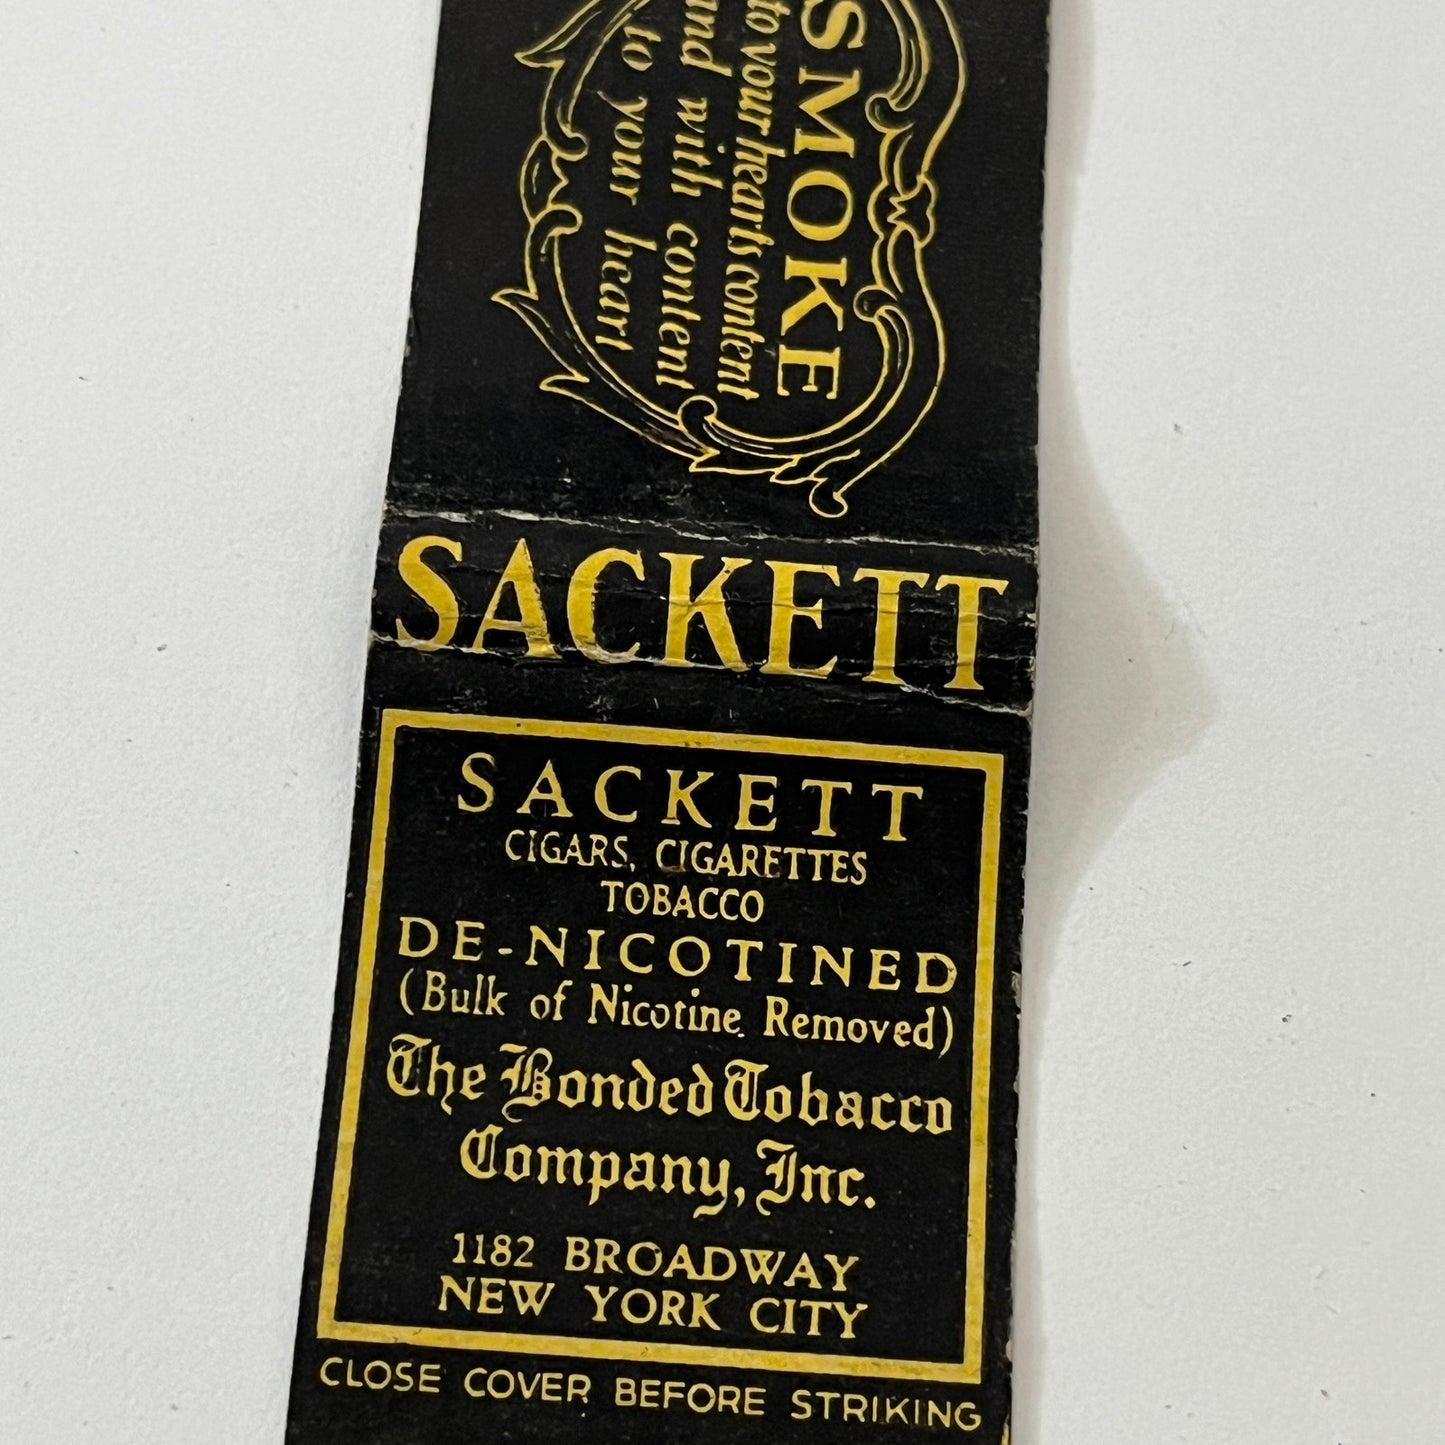 SMOKE
to your hearts content
and with content
to your heart
SACKETT
SACKETT
CIGARS, CIGARETTES
TOBACCO
DE-NICOTINED
(Bulk of Nicotine Removed)
The Bonded Tobacco
Company, Inc.
1182 BROADWAY
NEW YORK CITY
CLOSE COVER BEFORE STRIKING